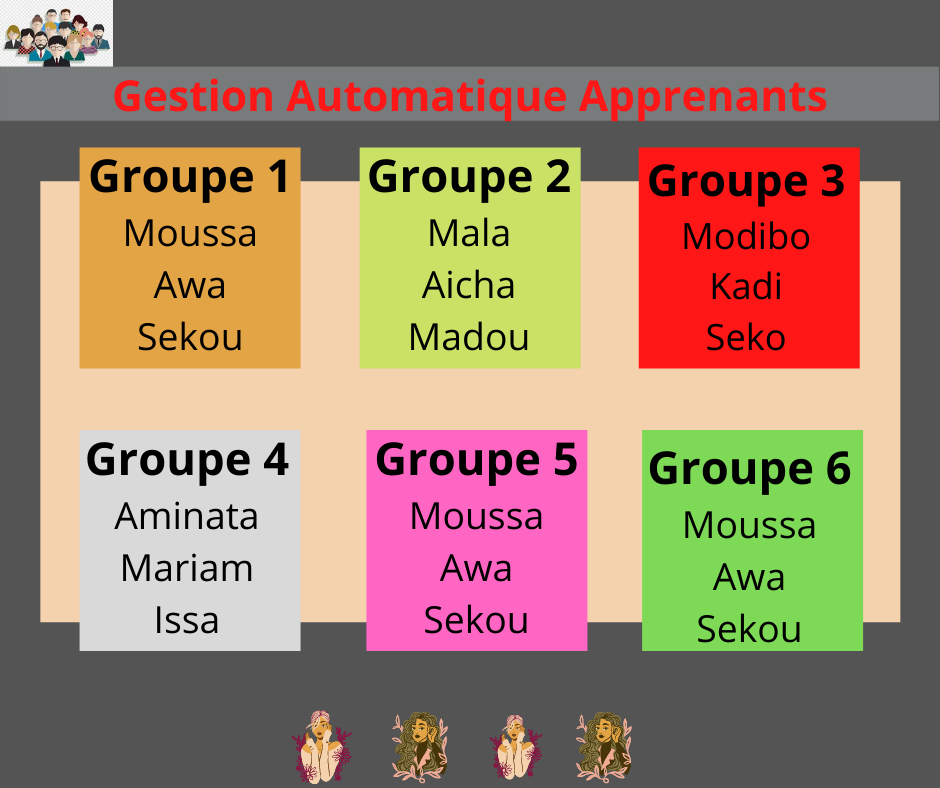 Gestion Automatique Apprenants
Groupe 1
Moussa
Awa
Sekou
Groupe 2
Mala
Aicha
Madou
Groupe 3
Modibo
Kadi
Seko
Groupe 4
Aminata
Mariam
Issa
Groupe 5
Moussa
Awa
Sekou
Groupe 6
Moussa
Awa
Sekou